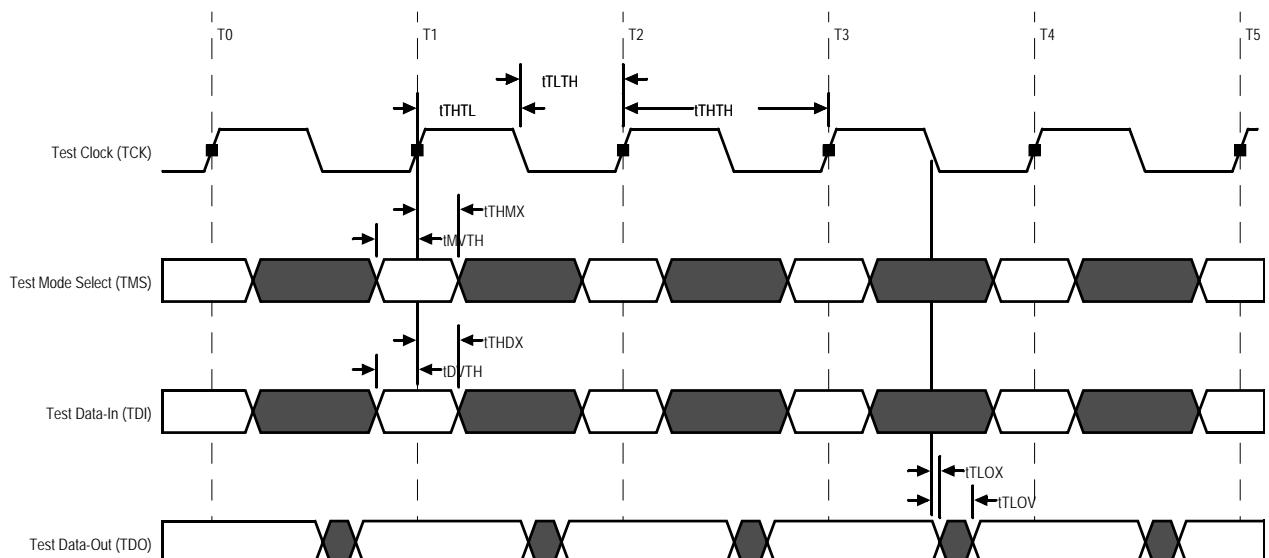 T0 T1 T2 T3 T4 T5
tTLTH
tTHTL tTHTH
Test Clock (TCK)
tTHMX
tMVTH
Test Mode Select (TMS)
tTHDX
tDVTH
Test Data-In (TDI)
tTLOX
tTLOV
Test Data-Out (TDO)